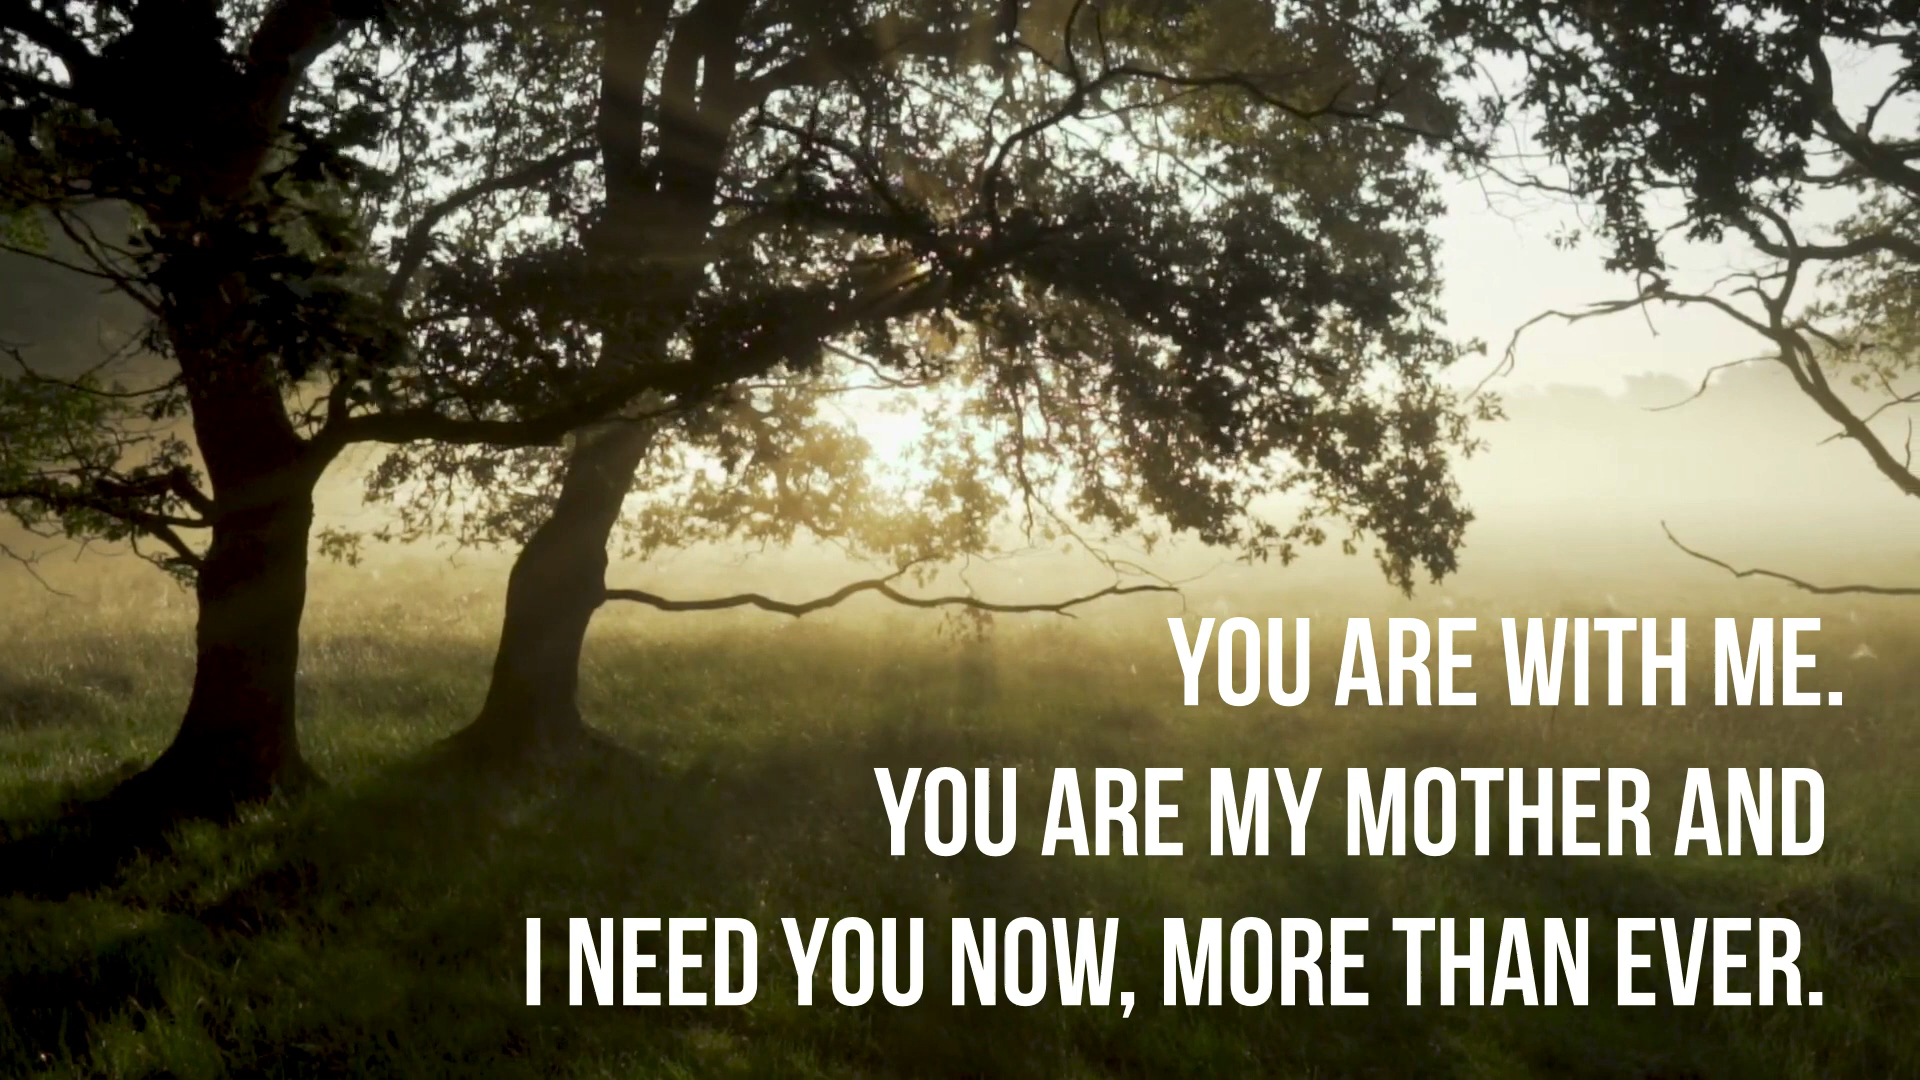 YOU ARE WITH ME.
YOU ARE MY MOTHER AND
I NEED YOU NOW, MORE THAN EVER.